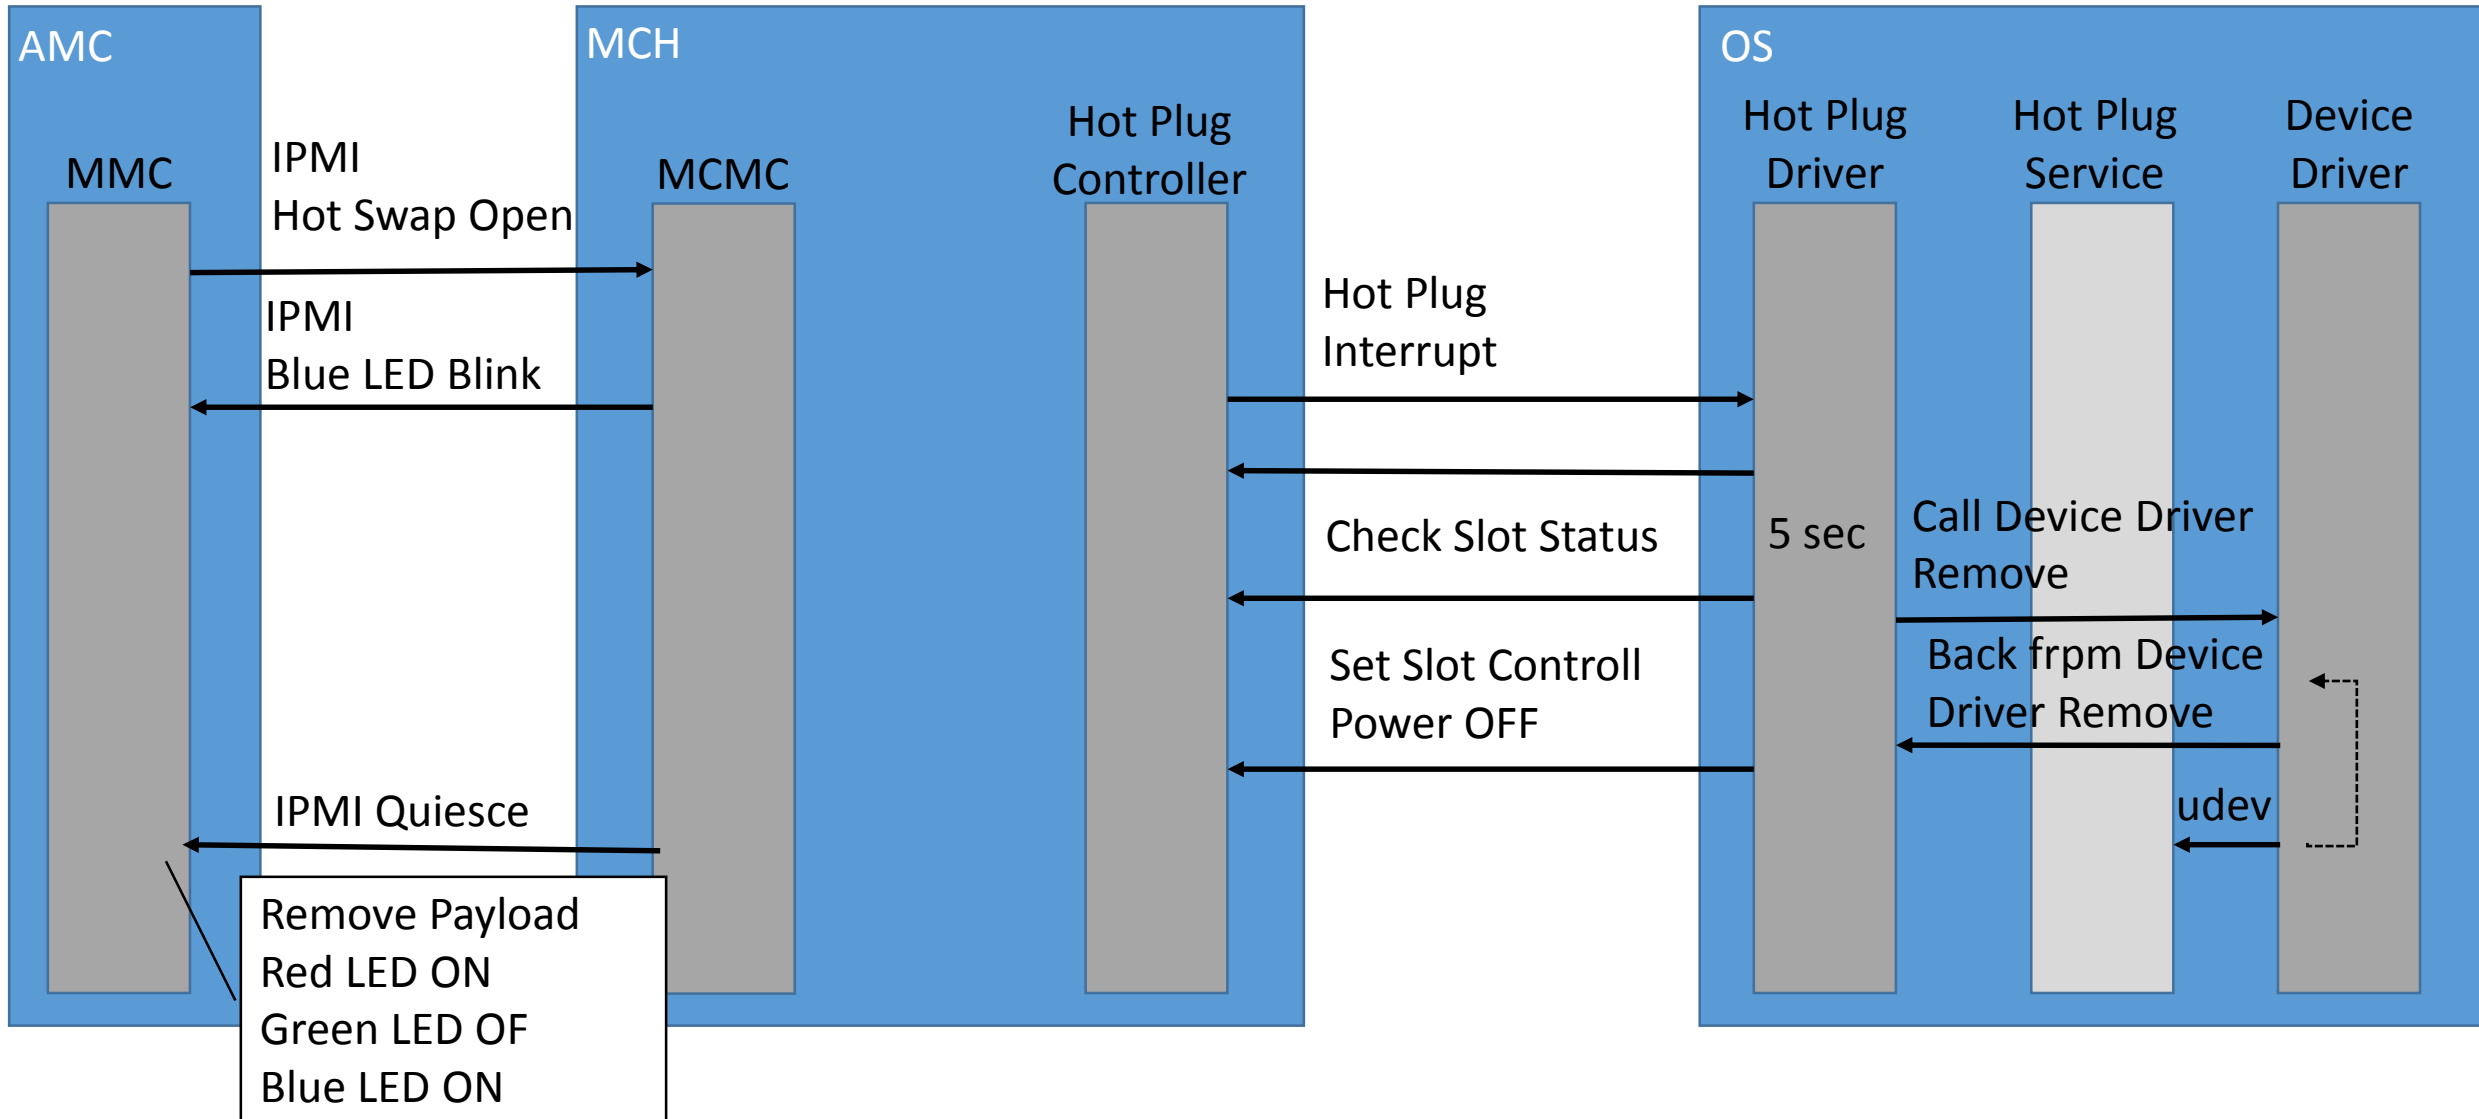 AMC
MCH
OS
MMC
IPMI
Hot Swap Open
MCMC
Hot Plug
Controller
Hot Plug
Driver
Hot Plug
Service
Device
Driver
IPMI
Blue LED Blink
Hot Plug
Interrupt
Check Slot Status
5 sec
Call Device Driver
Remove
Set Slot Controll
Power OFF
Back frpm Device
Driver Remove
udev
IPMI Quiesce
Remove Payload
Red LED ON
Green LED OF
Blue LED ON